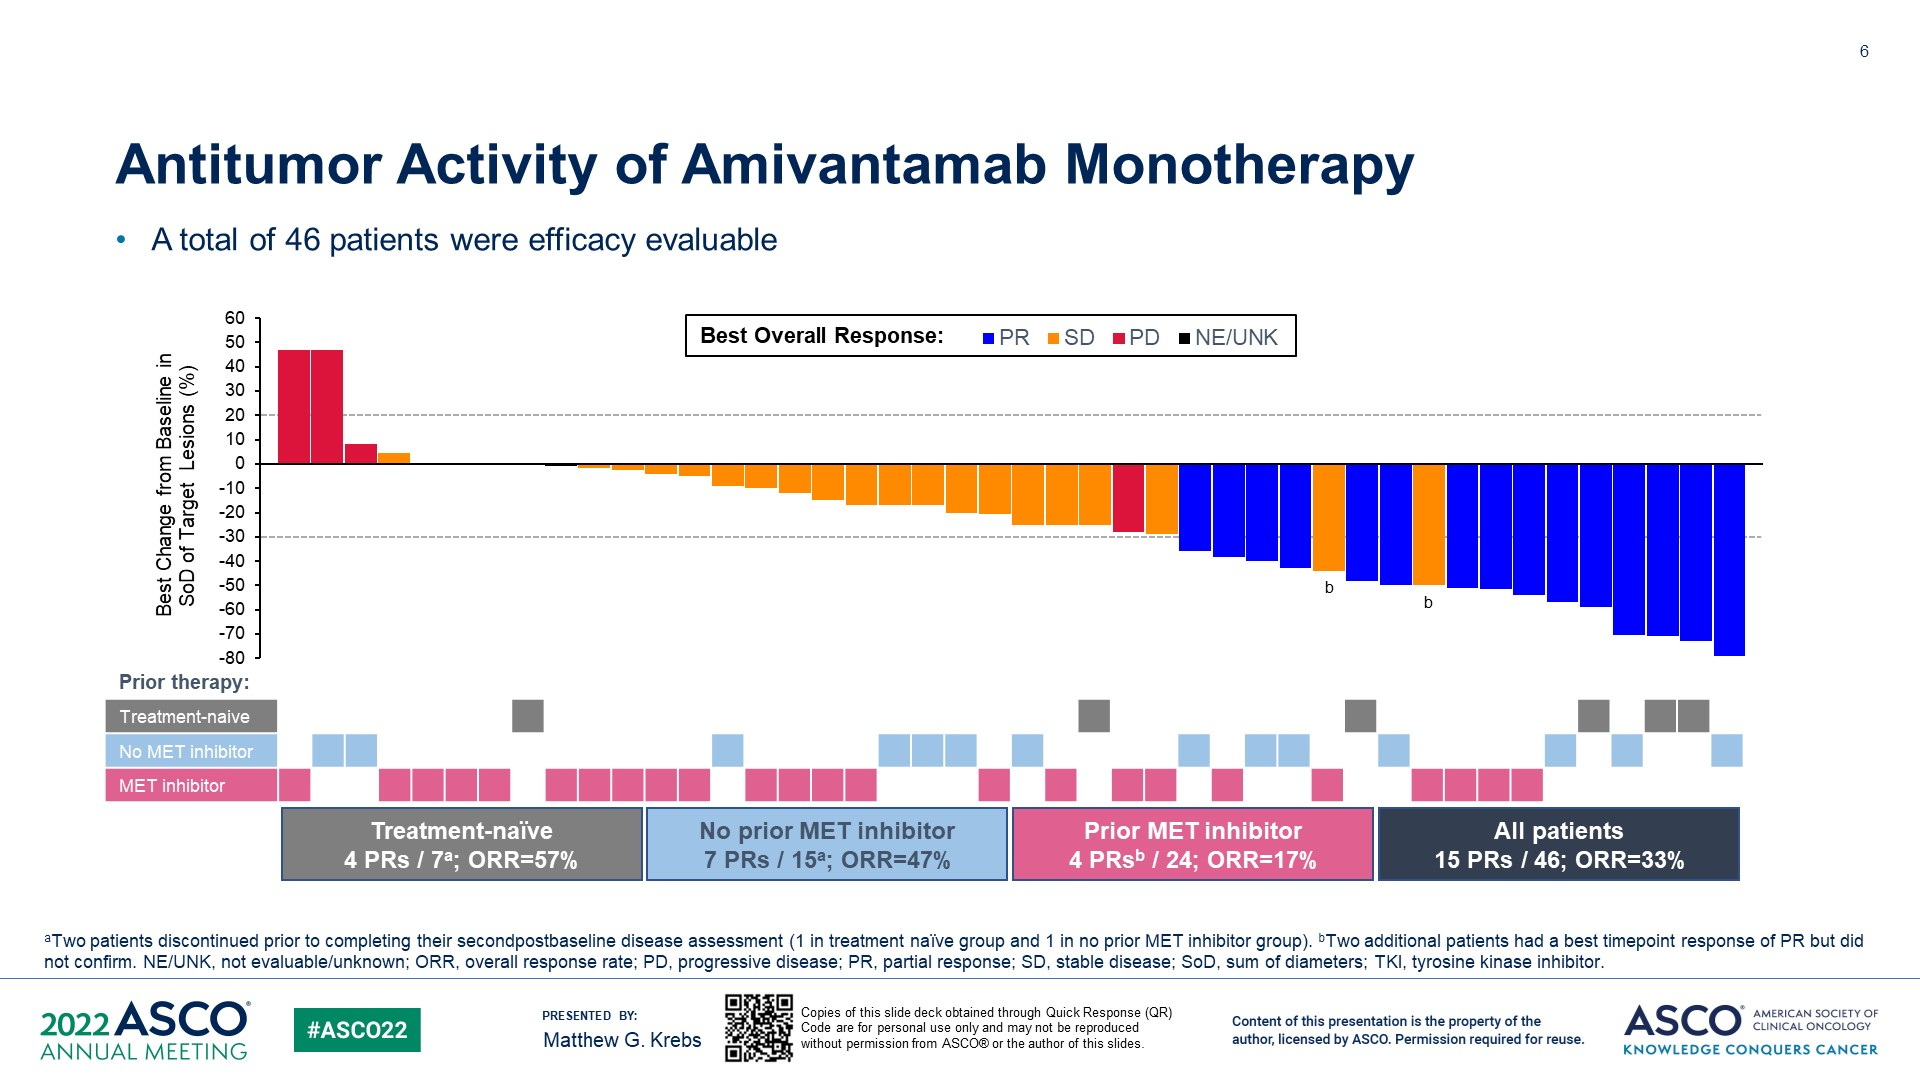 6
Antitumor Activity of Amivantamab Monotherapy
• A total of 46 patients were efficacy evaluable
Best Overall Response: PR SD PD NE/UNK
Best Change from Baseline in
SoD of Target Lesions (%)
60
50
40
30
20
10
0
-10
-20
-30
-40
-50
-60
-70
-80
b
b
Prior therapy:
Treatment-naive
No MET inhibitor
MET inhibitor
Treatment-naïve
4 PRs / 7ᵃ; ORR=57%
No prior MET inhibitor
7 PRs / 15ᵃ; ORR=47%
Prior MET inhibitor
4 PRsᵇ / 24; ORR=17%
All patients
15 PRs / 46; ORR=33%
ᵃTwo patients discontinued prior to completing their secondpostbaseline disease assessment (1 in treatment naïve group and 1 in no prior MET inhibitor group). ᵇTwo additional patients had a best timepoint response of PR but did
not confirm. NE/UNK, not evaluable/unknown; ORR, overall response rate; PD, progressive disease; PR, partial response; SD, stable disease; SoD, sum of diameters; TKI, tyrosine kinase inhibitor.
2022 ASCO®
ANNUAL MEETING
#ASCO22
PRESENTED BY:
Matthew G. Krebs
Copies of this slide deck obtained through Quick Response (QR)
Code are for personal use only and may not be reproduced
without permission from ASCO® or the author of this slides.
Content of this presentation is the property of the
author, licensed by ASCO. Permission required for reuse.
ASCO® AMERICAN SOCIETY OF
CLINICAL ONCOLOGY
KNOWLEDGE CONQUERS CANCER